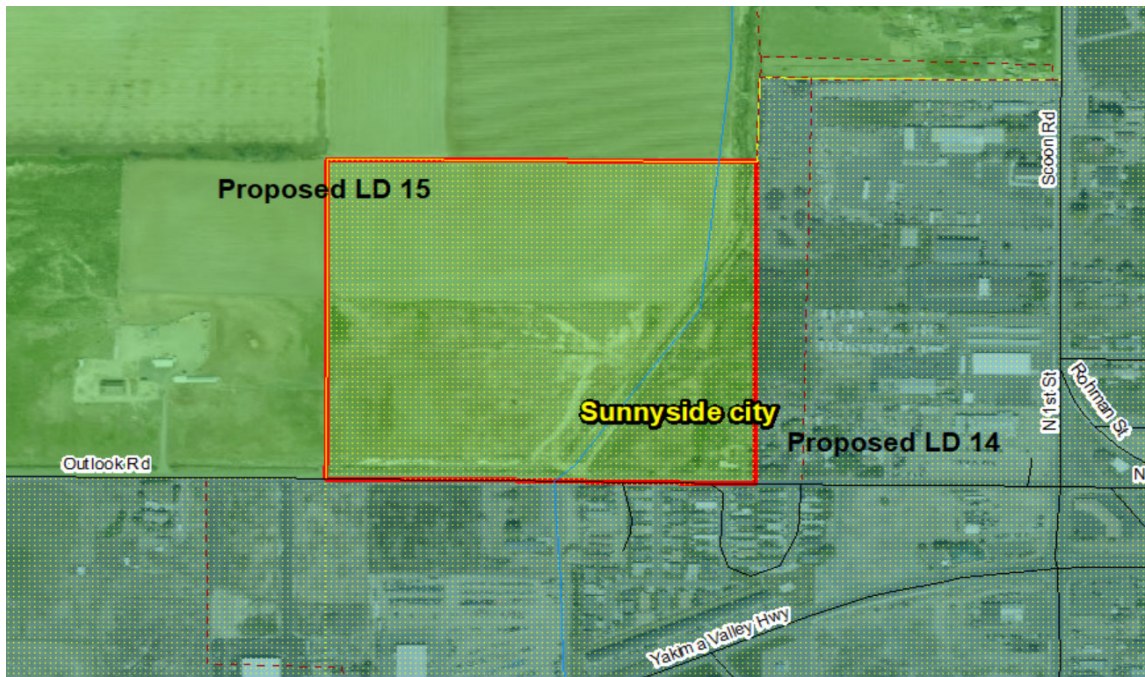 Scoon Rd
Proposed LD 15
Sunnyside city
N 1st St
Rohman St
Proposed LD 14
Outlook Rd
N
Yakima Valley Hwy